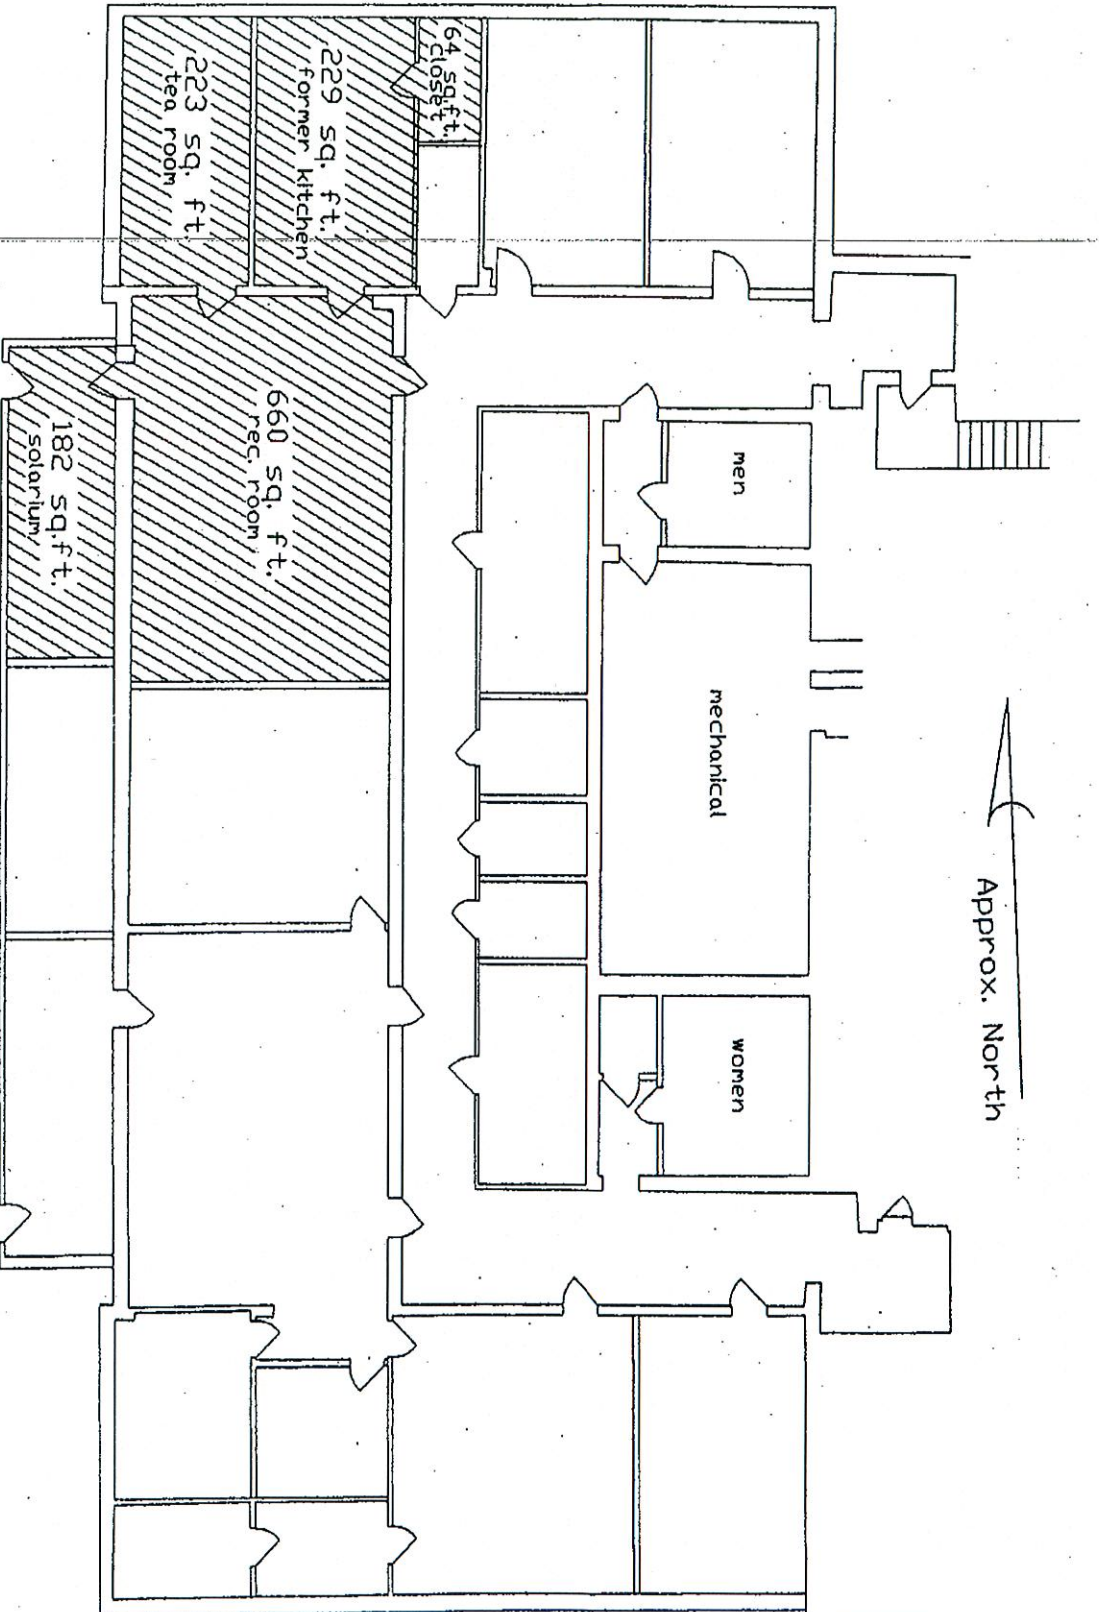 64 sq.ft.
closet
229 sq. ft.
former kitchen
223 sq. ft.
tea room
660 sq. ft.
rec. room
182 sq.ft.
solarium
men
mechanical
women
Approx. North